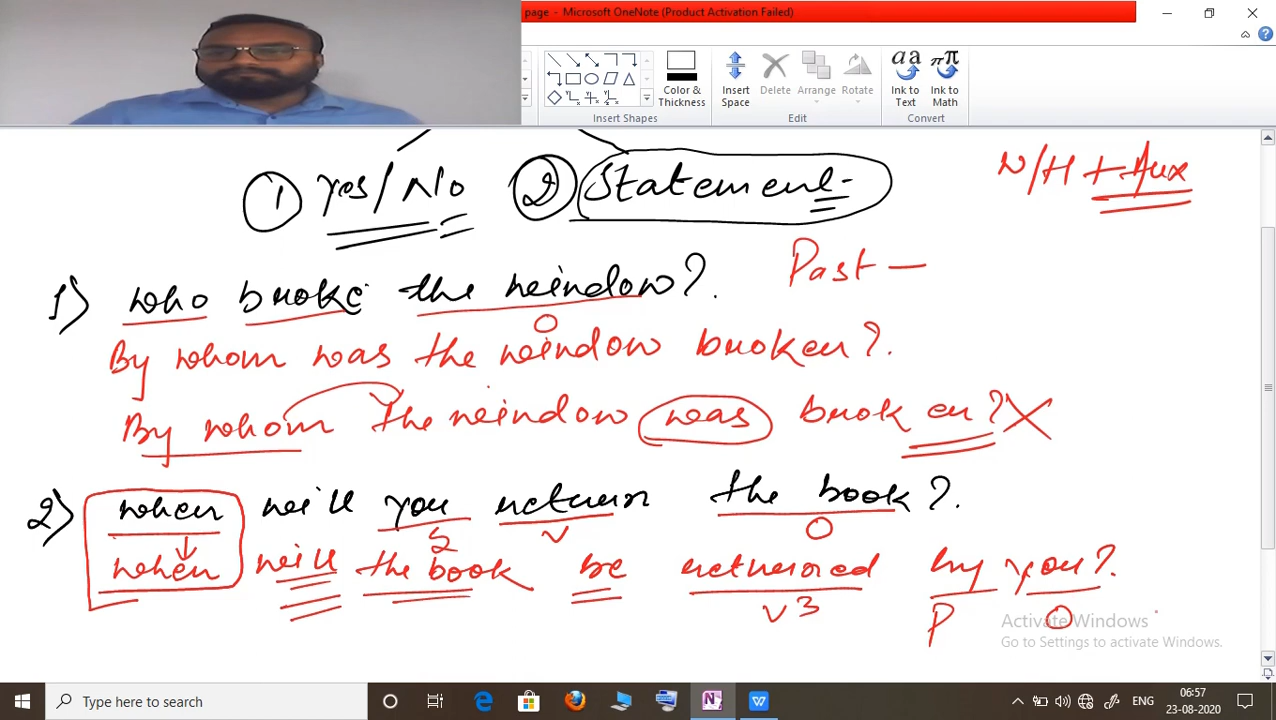 page - Microsoft OneNote (Product Activation Failed)
Color & Thickness
Insert Space
Delete
Arrange
Rotate
Ink to Text
Ink to Math
Insert Shapes
Edit
Convert
① Yes/No ② Statement-
W/H + Aux
Past —
1) who broke the window?
O
By whom was the window broken?
By whom the window was broken? X
2) when will you return the book?
S V O
when will the book be returned by you?
V3 P O
Activate Windows
Go to Settings to activate Windows.
Type here to search
ENG
06:57
23-08-2020